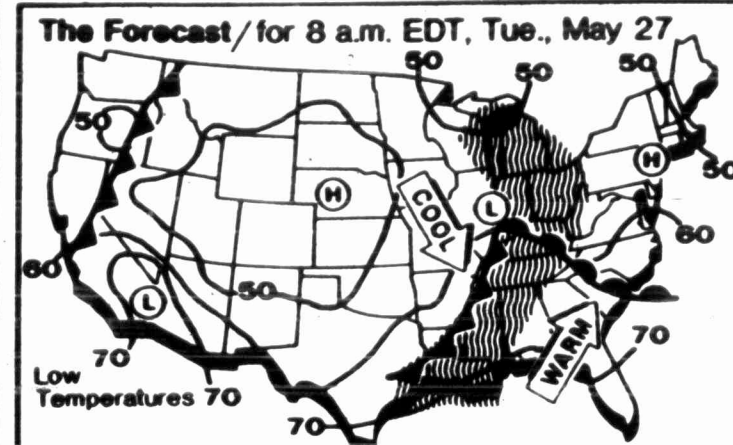 The Forecast/for 8 a.m. EDT, Tue., May 27
50
50
50
50
50
H
H
COOL
L
60
60
50
L
70
WARM
70
Low
Temperatures 70
70